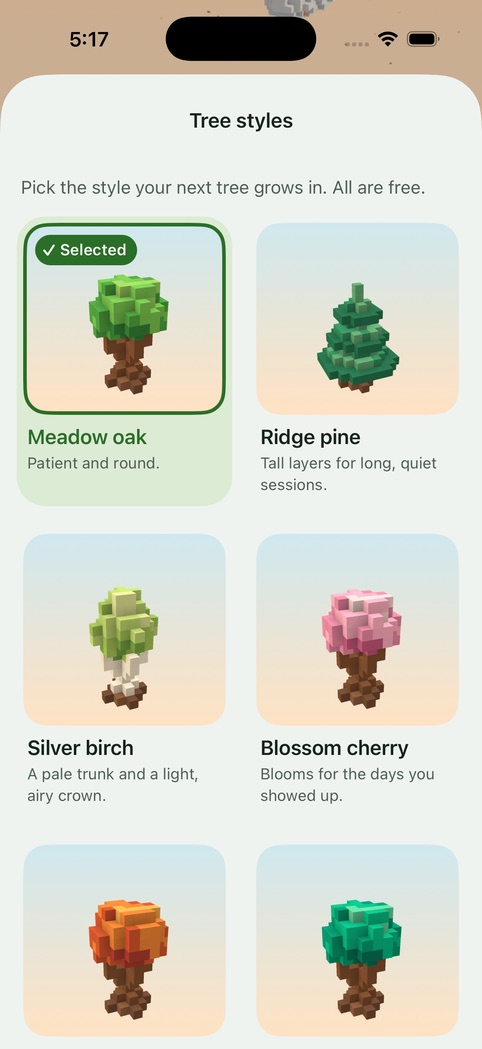 5:17
Tree styles
Pick the style your next tree grows in. All are free.
✓ Selected
Meadow oak
Patient and round.
Ridge pine
Tall layers for long, quiet
sessions.
Silver birch
A pale trunk and a light,
airy crown.
Blossom cherry
Blooms for the days you
showed up.